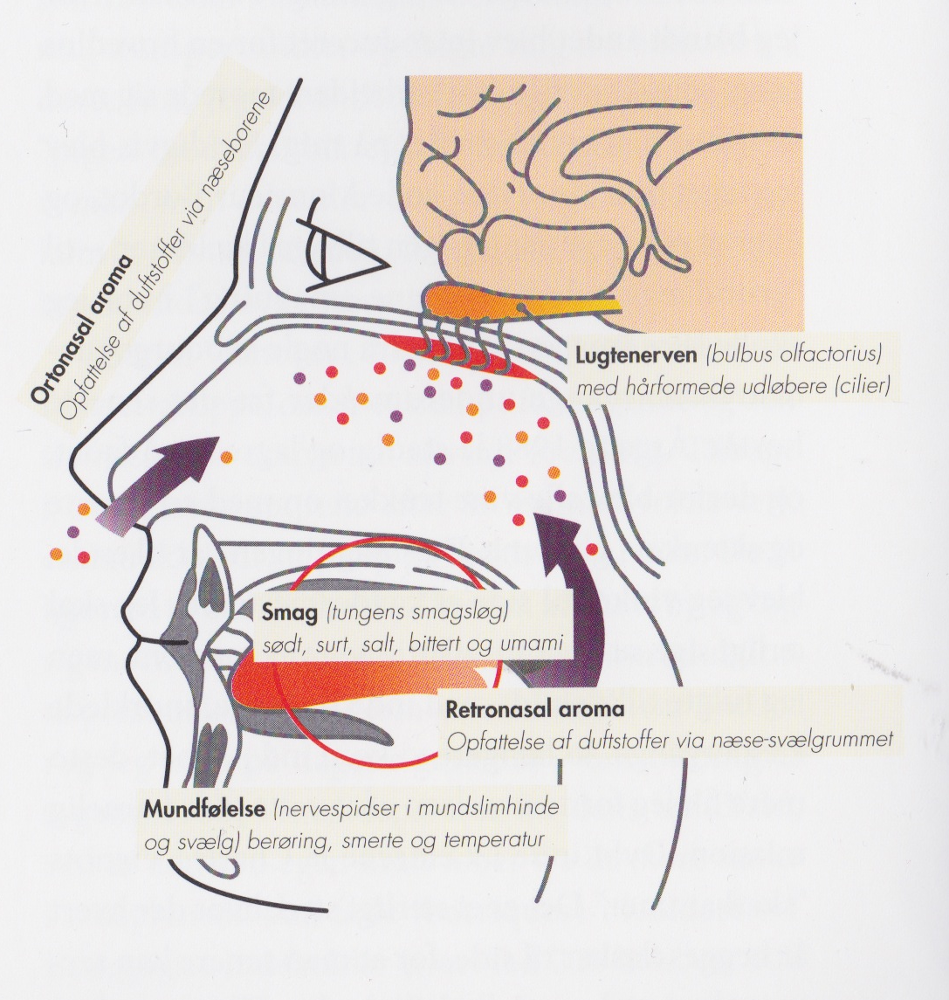 Ortonasal aroma
Opfattelse af duftstoffer via næseborene
Lugtenerven (bulbus olfactorius)
med hårformede udløbere (cilier)
Smag (tungens smagsløg)
sødt, surt, salt, bittert og umami
Retronasal aroma
Opfattelse af duftstoffer via næse-svælgrummet
Mundfølelse (nervespidser i mundslimhinde
og svælg) berøring, smerte og temperatur